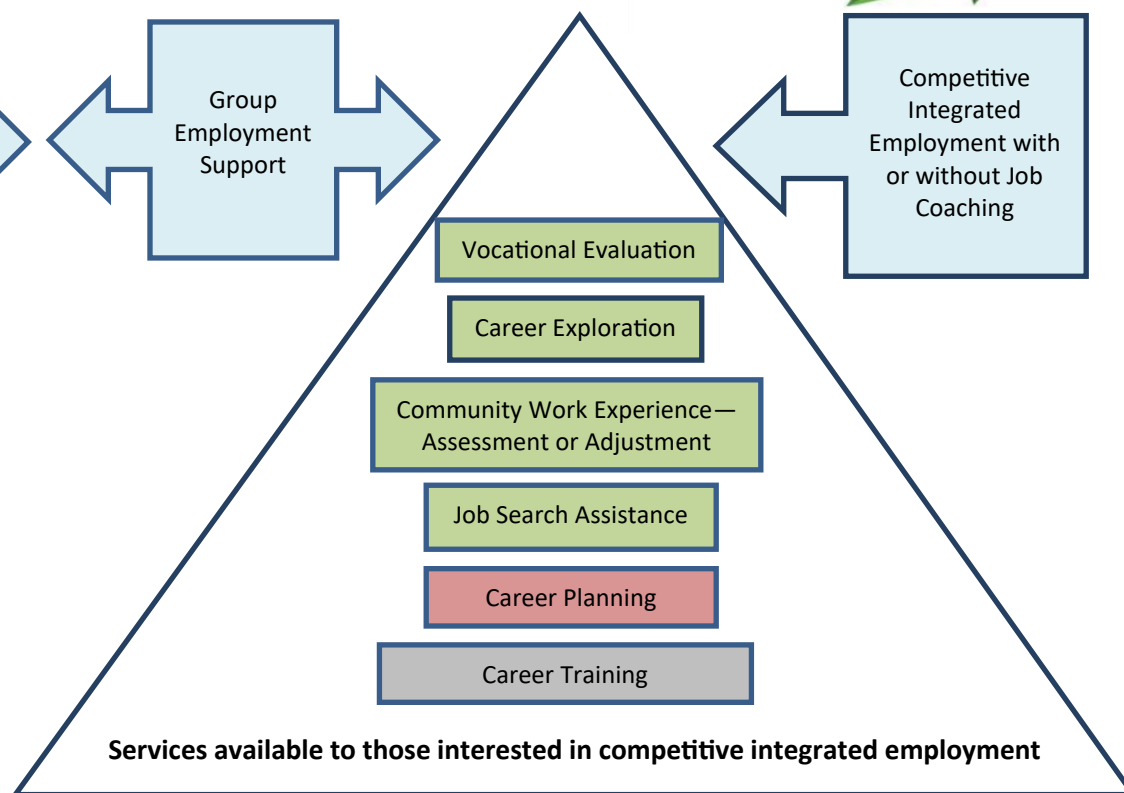 Group
Employment
Support
Competitive
Integrated
Employment with
or without Job
Coaching
Vocational Evaluation
Career Exploration
Community Work Experience—
Assessment or Adjustment
Job Search Assistance
Career Planning
Career Training
Services available to those interested in competitive integrated employment